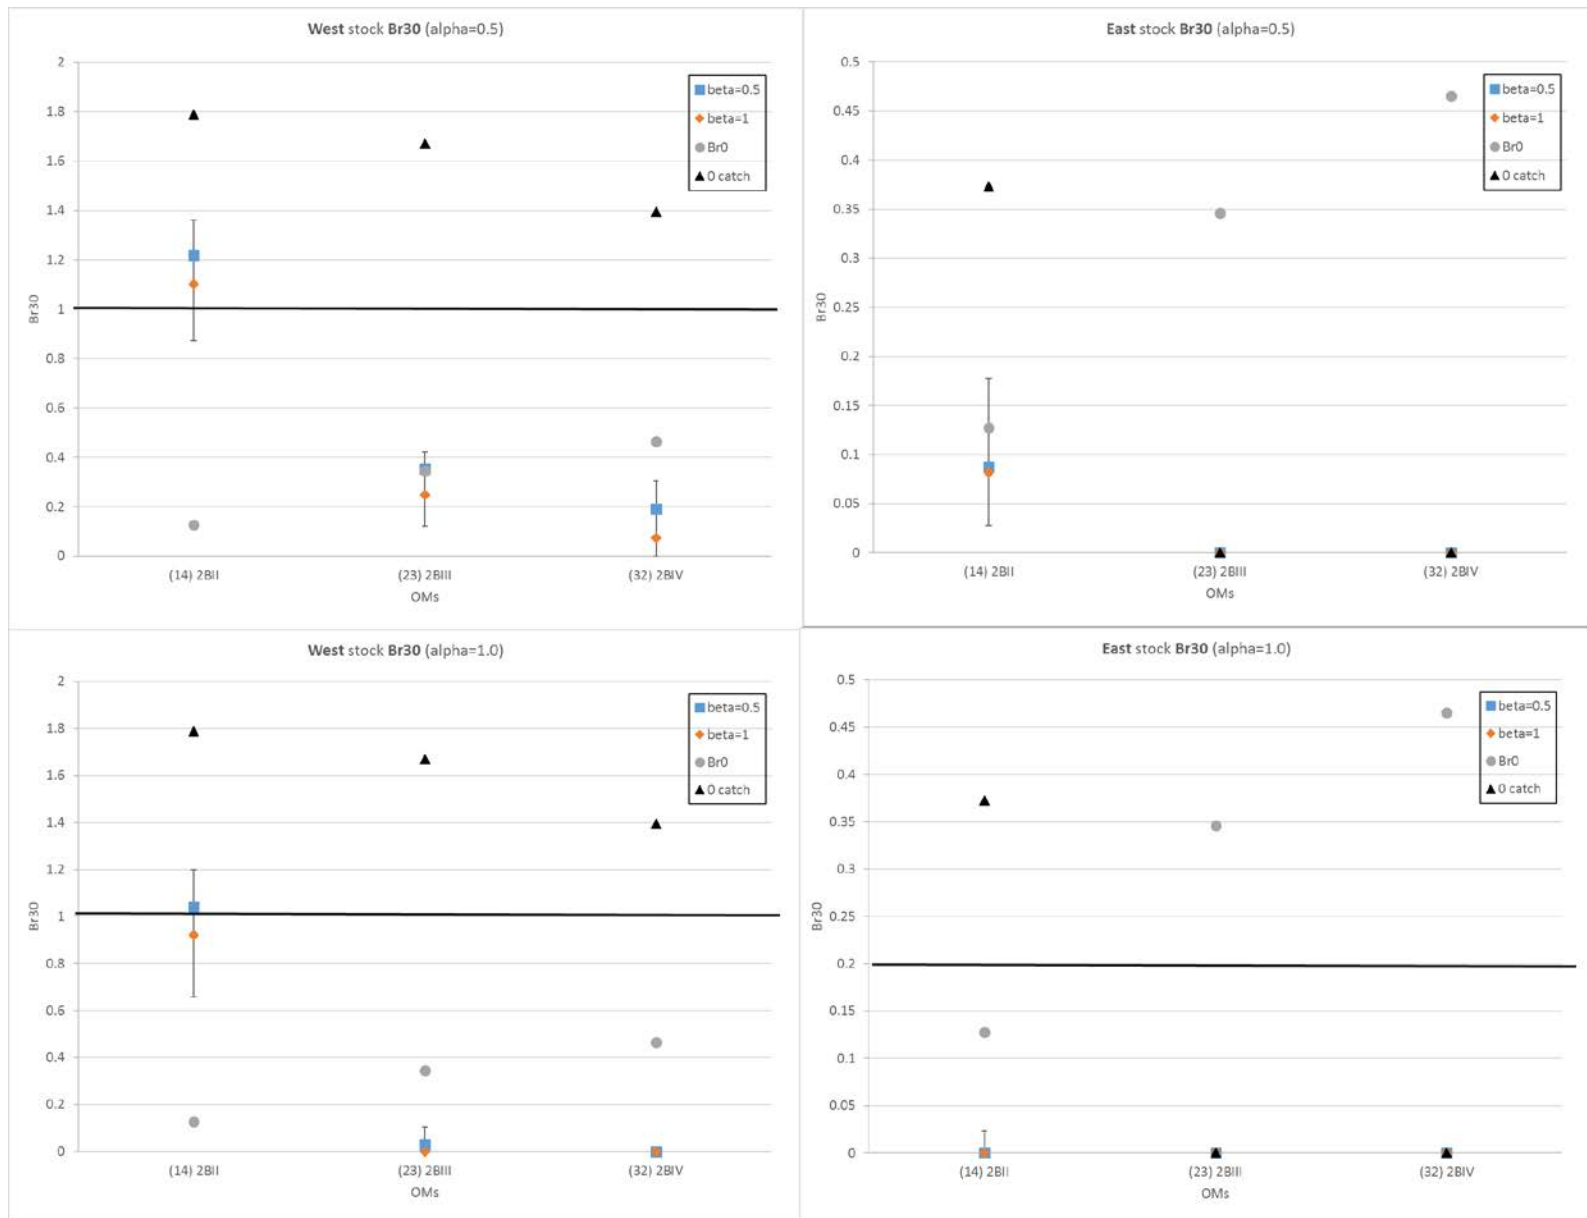 West stock Br30 (alpha=0.5)
2
1.8
1.6
1.4
1.2
1
0.8
0.6
0.4
0.2
0
Br30
beta=0.5
beta=1
Br0
0 catch
(14) 2BII
(23) 2BIII
(32) 2BIV
OMs
East stock Br30 (alpha=0.5)
0.5
0.45
0.4
0.35
0.3
0.25
0.2
0.15
0.1
0.05
0
Br30
beta=0.5
beta=1
Br0
0 catch
(14) 2BII
(23) 2BIII
(32) 2BIV
OMs
West stock Br30 (alpha=1.0)
2
1.8
1.6
1.4
1.2
1
0.8
0.6
0.4
0.2
0
Br30
beta=0.5
beta=1
Br0
0 catch
(14) 2BII
(23) 2BIII
(32) 2BIV
OMs
East stock Br30 (alpha=1.0)
0.5
0.45
0.4
0.35
0.3
0.25
0.2
0.15
0.1
0.05
0
Br30
beta=0.5
beta=1
Br0
0 catch
(14) 2BII
(23) 2BIII
(32) 2BIV
OMs